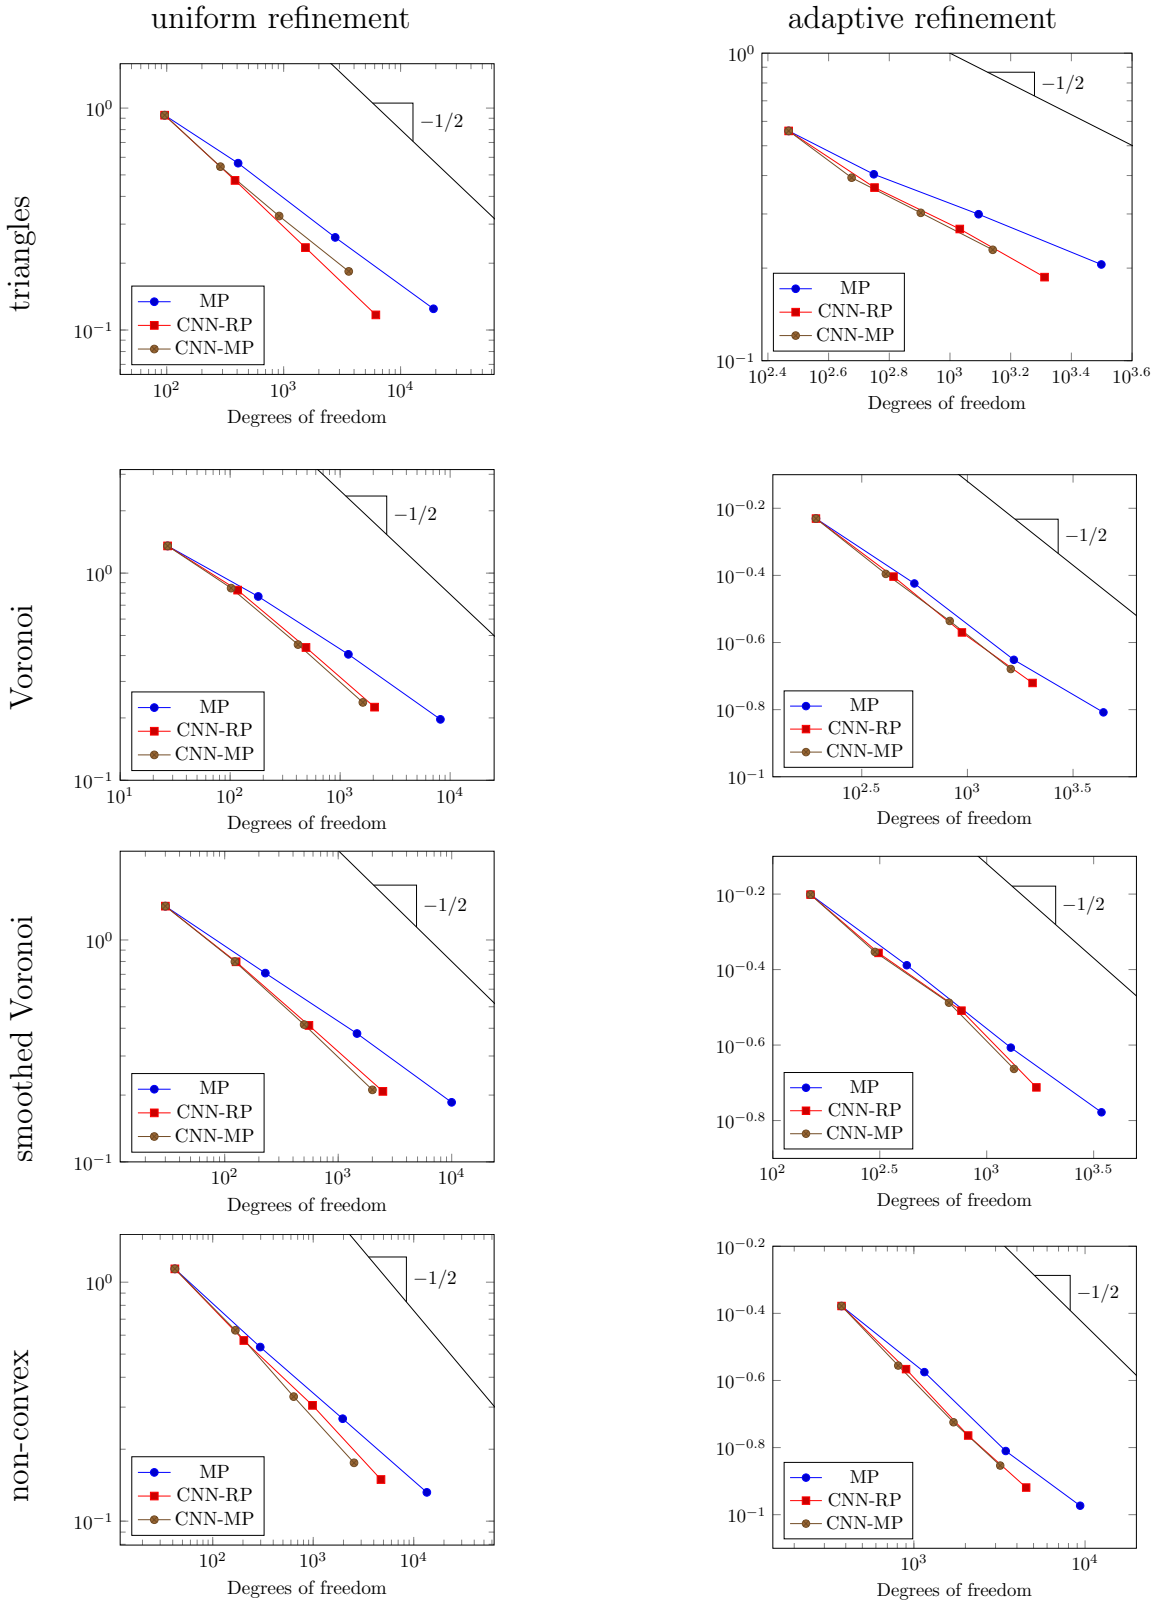 uniform refinement
adaptive refinement
triangles
10^0
10^−1
10^2 10^3 10^4
Degrees of freedom
−1/2
MP
CNN-RP
CNN-MP
10^0
10^−1
10^2.4 10^2.6 10^2.8 10^3 10^3.2 10^3.4 10^3.6
Degrees of freedom
−1/2
MP
CNN-RP
CNN-MP
Voronoi
10^0
10^−1
10^1 10^2 10^3 10^4
Degrees of freedom
−1/2
MP
CNN-RP
CNN-MP
10^−0.2
10^−0.4
10^−0.6
10^−0.8
10^−1
10^2.5 10^3 10^3.5
Degrees of freedom
−1/2
MP
CNN-RP
CNN-MP
smoothed Voronoi
10^0
10^−1
10^2 10^3 10^4
Degrees of freedom
−1/2
MP
CNN-RP
CNN-MP
10^−0.2
10^−0.4
10^−0.6
10^−0.8
10^2 10^2.5 10^3 10^3.5
Degrees of freedom
−1/2
MP
CNN-RP
CNN-MP
non-convex
10^0
10^−1
10^2 10^3 10^4
Degrees of freedom
−1/2
MP
CNN-RP
CNN-MP
10^−0.2
10^−0.4
10^−0.6
10^−0.8
10^−1
10^3 10^4
Degrees of freedom
−1/2
MP
CNN-RP
CNN-MP